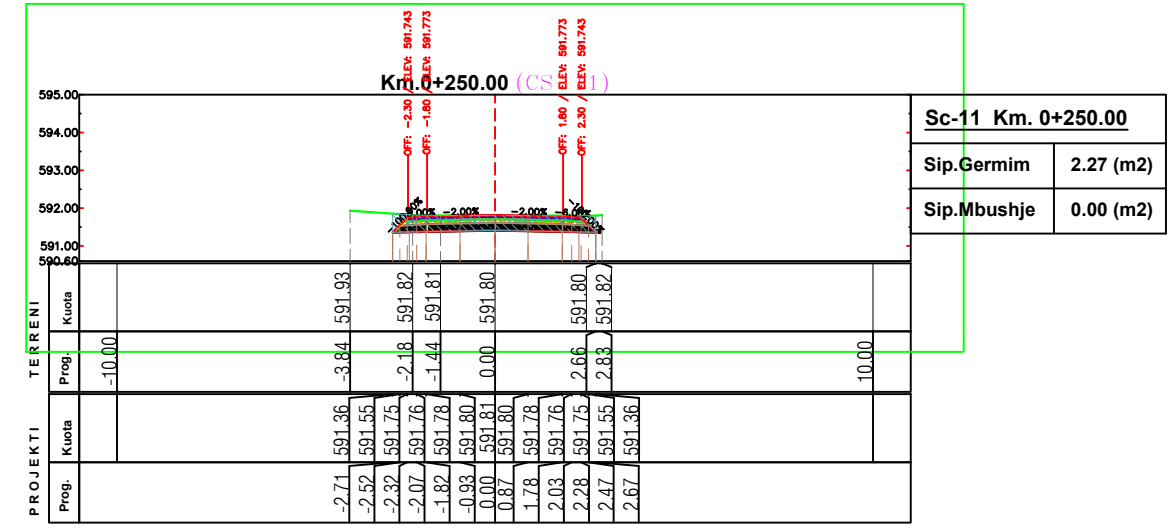 OFF: -2.30 / ELEV: 591.743
OFF: -1.80 / ELEV: 591.773
OFF: 1.80 / ELEV: 591.773
OFF: 2.30 / ELEV: 591.743
Km.0+250.00 (CS 1)
595.00
594.00
593.00
592.00
591.00
590.60
-2.00% -2.00%
Sc-11 Km. 0+250.00
Sip.Germim 2.27 (m2)
Sip.Mbushje 0.00 (m2)
TERRENI
Kuota 591.93 591.82 591.81 591.80 591.80 591.82
Prog. -10.00 -3.84 -2.18 -1.44 0.00 2.66 2.83 10.00
PROJEKTI
Kuota 591.36 591.55 591.75 591.76 591.78 591.80 591.81 591.80 591.78 591.76 591.75 591.55 591.36
Prog. -2.71 -2.52 -2.32 -2.07 -1.82 -0.93 0.00 0.87 1.78 2.03 2.28 2.47 2.67